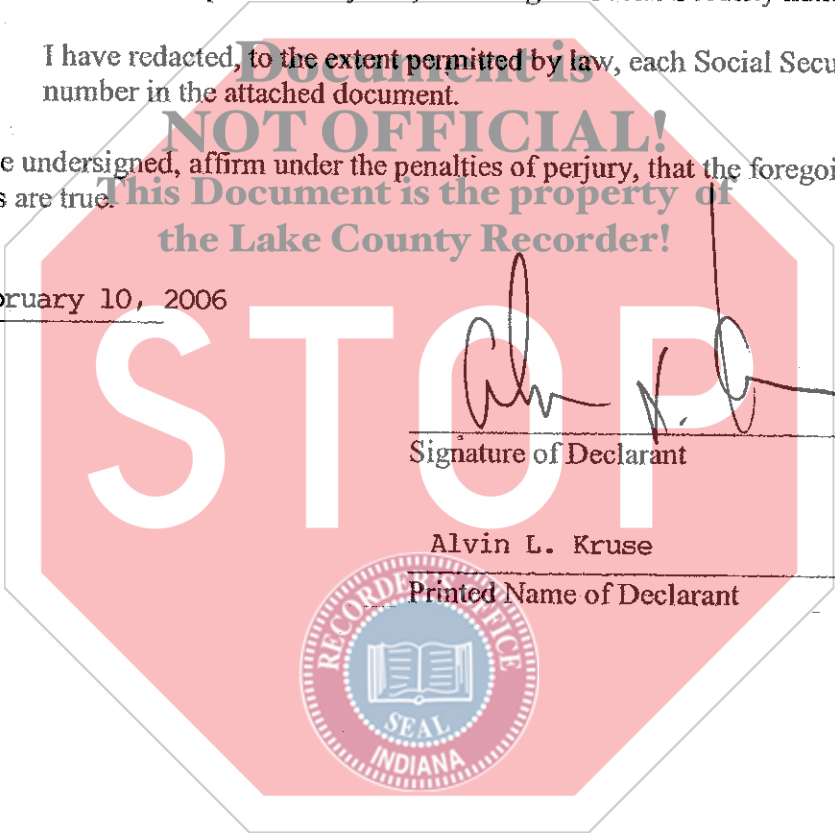 I have redacted, to the extent permitted by law, each Social Secu
number in the attached document.
Document is
NOT OFFICIAL!
e undersigned, affirm under the penalties of perjury, that the foregoi
s are true.
This Document is the property of
the Lake County Recorder!
ruary 10, 2006
STOP
Signature of Declarant
Alvin L. Kruse
Printed Name of Declarant
RECORDER'S OFFICE
SEAL
INDIANA